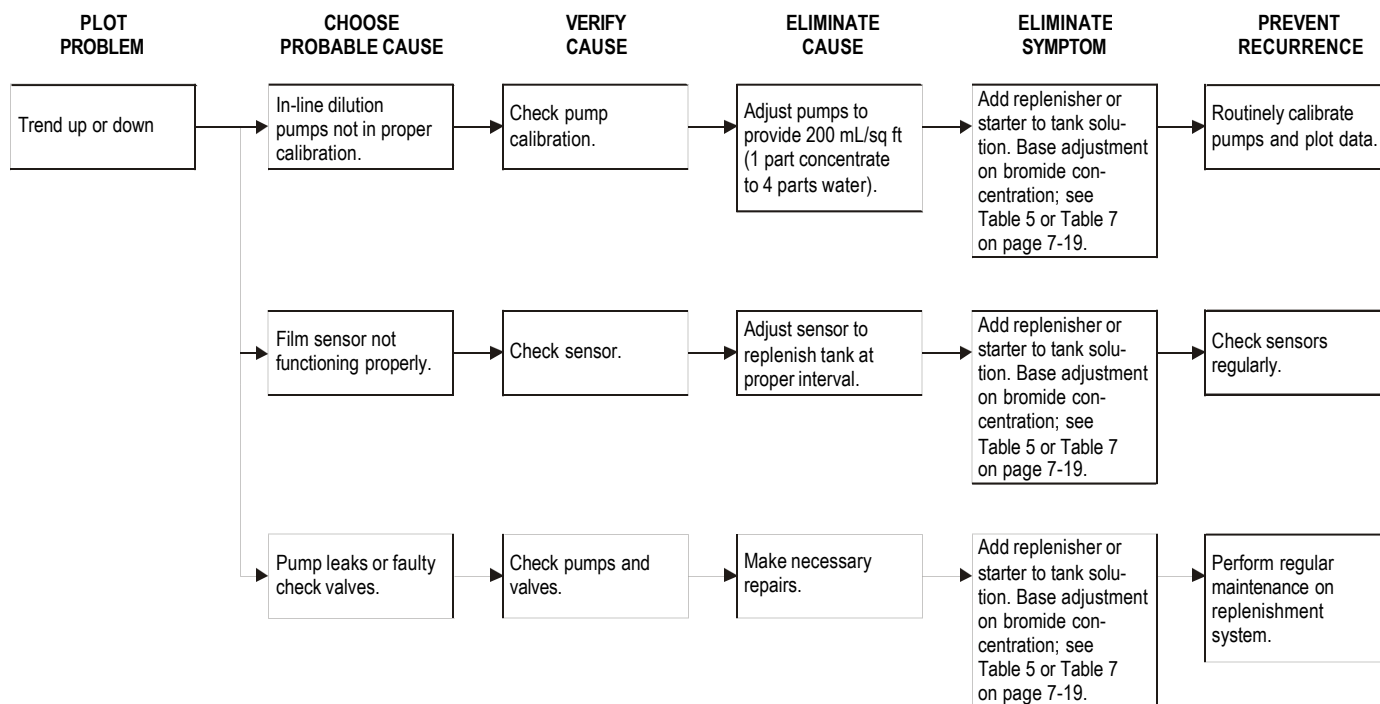 PLOT
PROBLEM
CHOOSE
PROBABLE CAUSE
VERIFY
CAUSE
ELIMINATE
CAUSE
ELIMINATE
SYMPTOM
PREVENT
RECURRENCE
Trend up or down
In-line dilution
pumps not in proper
calibration.
Check pump
calibration.
Adjust pumps to
provide 200 mL/sq ft
(1 part concentrate
to 4 parts water).
Add replenisher or
starter to tank solu-
tion. Base adjustment
on bromide con-
centration; see
Table 5 or Table 7
on page 7-19.
Routinely calibrate
pumps and plot data.
Film sensor not
functioning properly.
Check sensor.
Adjust sensor to
replenish tank at
proper interval.
Add replenisher or
starter to tank solu-
tion. Base adjustment
on bromide con-
centration; see
Table 5 or Table 7
on page 7-19.
Check sensors
regularly.
Pump leaks or faulty
check valves.
Check pumps and
valves.
Make necessary
repairs.
Add replenisher or
starter to tank solu-
tion. Base adjustment
on bromide con-
centration; see
Table 5 or Table 7
on page 7-19.
Perform regular
maintenance on
replenishment
system.